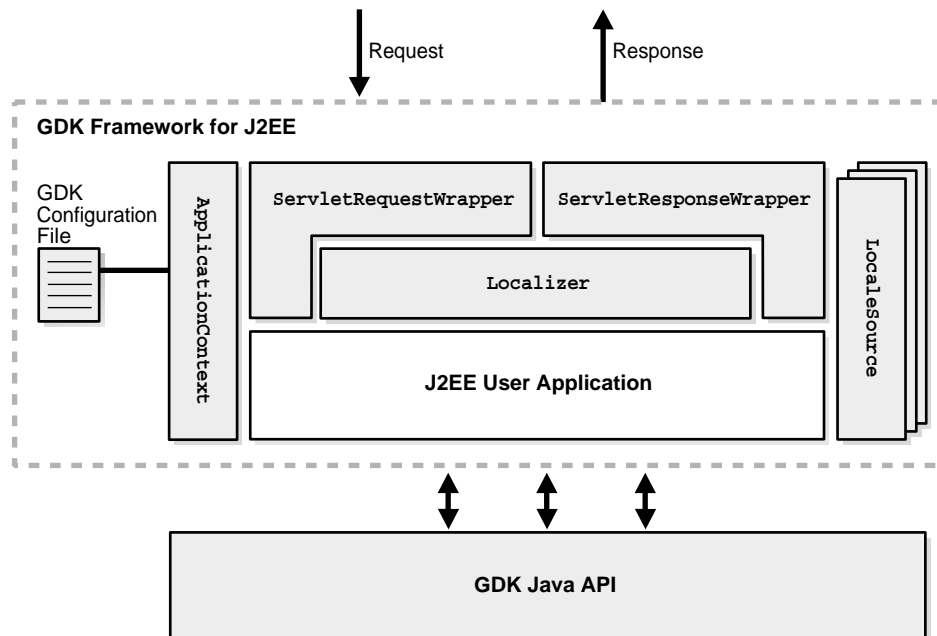 Request
Response
GDK Framework for J2EE
GDK
Configuration
File
ApplicationContext
ServletRequestWrapper
ServletResponseWrapper
Localizer
J2EE User Application
LocaleSource
GDK Java API